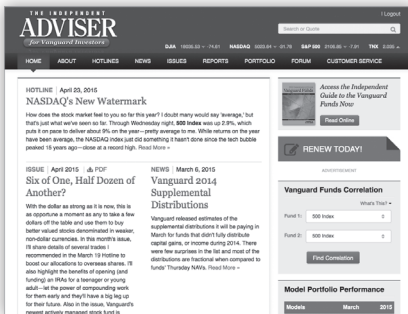 THE INDEPENDENT
ADVISER
for Vanguard Investors
Logout
Search or Quote
DJIA 18035.53 - 74.61 NASDAQ - 31.78 S&P 500 2106.85 - 7.91 TNX 2.055
HOME ABOUT HOTLINES NEWS ISSUES REPORTS PORTFOLIO FORUM CUSTOMER SERVICE
HOTLINE | April 23, 2015
NASDAQ's New Watermark
How does the stock market feel to you so far this year? I doubt many would say 'average,' but
that's just what we've seen so far. Through Wednesday night, 500 Index was up 2.9%, which
puts it on pace to deliver about 9% on the year—pretty average to me. While returns on the year
have been average, the NASDAQ index just did something it hasn't done since the tech bubble
peaked 15 years ago—close at a record high. Read More »
ISSUE | April 2015 | PDF
Six of One, Half Dozen of
Another?
With the dollar as strong as it is now, this is
as opportune a moment as any to take a few
dollars off the table and use them to buy
better valued stocks denominated in weaker,
non-dollar currencies. In this month's issue,
I'll share details of several trades I
recommended in the March 19 Hotline to
boost our allocations to overseas shares. I'll
also highlight the benefits of opening (and
funding) an IRAs for a teenager or young
adult—let the power of compounding work
for them early and they'll have a big leg up
for their future. Also in the issue, Vanguard's
newest actively managed stock fund is
NEWS | March 6, 2015
Vanguard 2014
Supplemental
Distributions
Vanguard released estimates of the
supplemental distributions it will be paying in
March for funds that didn't fully distribute
capital gains, or income during 2014. There
were few surprises in the list and most of the
distributions are fractional when compared to
funds' Thursday NAVs. Read More »
Access the Independent
Guide to the Vanguard
Funds Now
Read Online
RENEW TODAY!
ADVERTISEMENT
Vanguard Funds Correlation
What's This?
Fund 1: 500 Index
Fund 2: 500 Index
Find Correlation
Model Portfolio Performance
Models March 2015